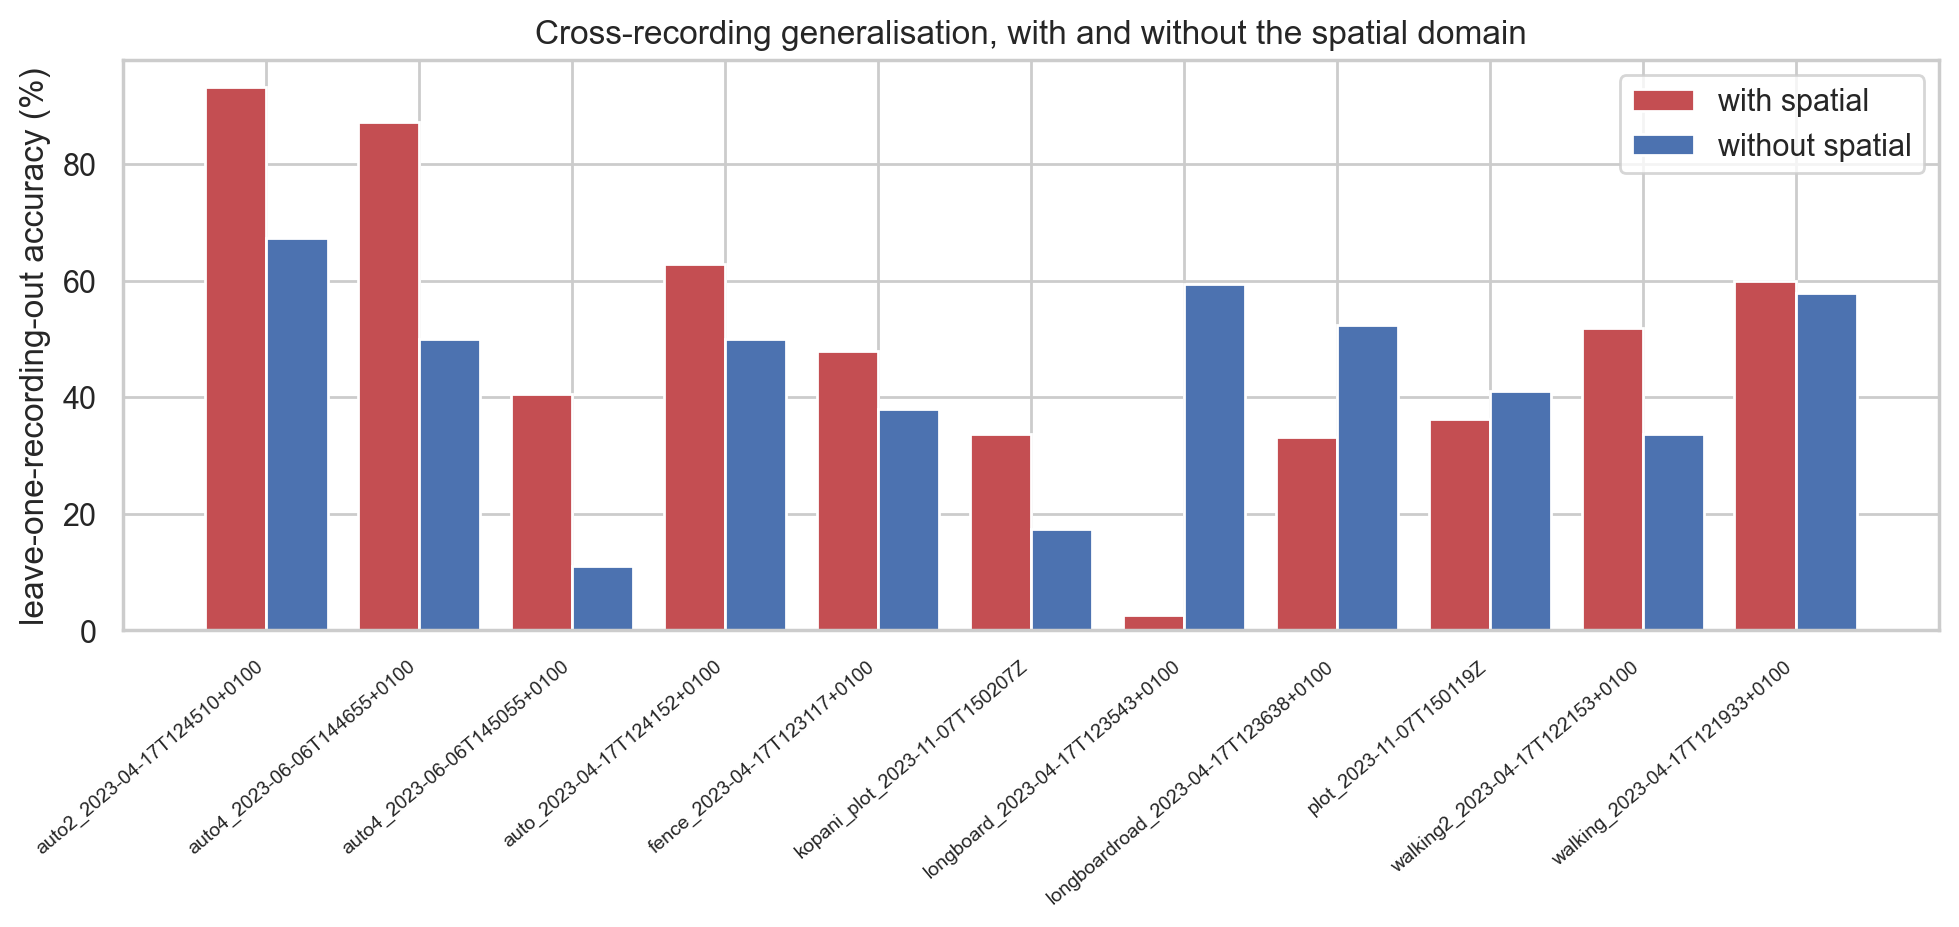 Cross-recording generalisation, with and without the spatial domain
leave-one-recording-out accuracy (%)
80
60
40
20
0
with spatial
without spatial
auto2_2023-04-17T124510+0100
auto4_2023-06-06T144655+0100
auto4_2023-06-06T145055+0100
auto_2023-04-17T124152+0100
fence_2023-04-17T123117+0100
kopani_plot_2023-11-07T150207Z
longboard_2023-04-17T123543+0100
longboardroad_2023-04-17T123638+0100
plot_2023-11-07T150119Z
walking2_2023-04-17T122153+0100
walking_2023-04-17T121933+0100